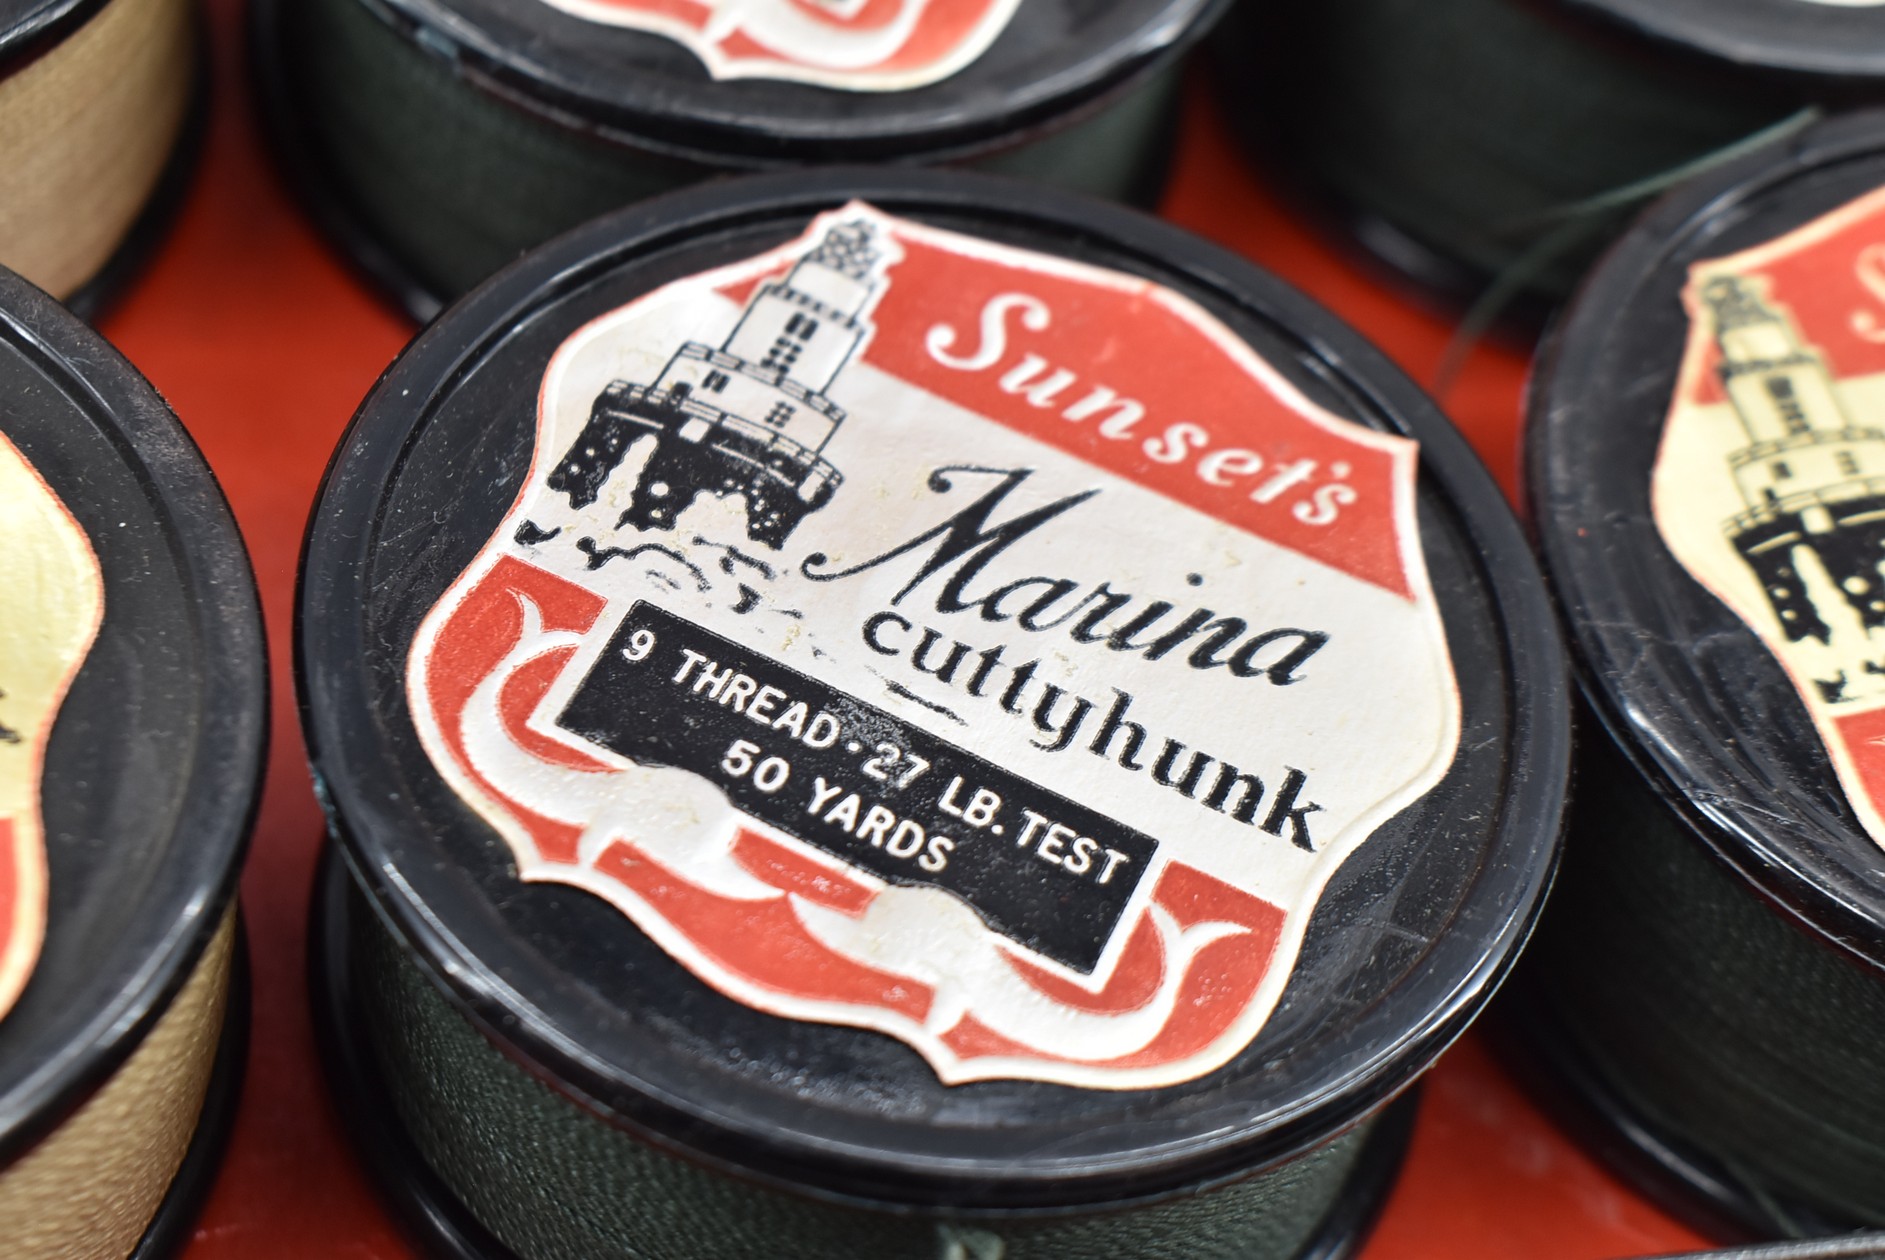 Sunset's
Marina
cuttyhunk
9 THREAD · 27 LB. TEST
50 YARDS